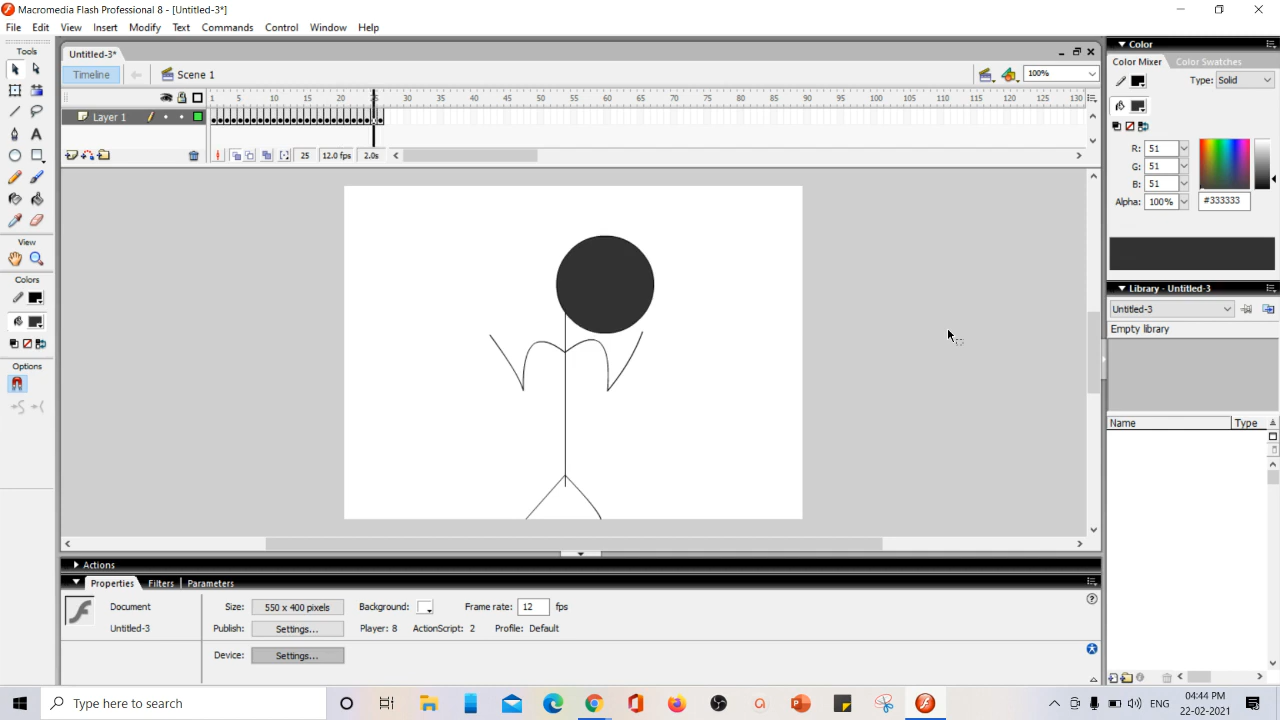 Macromedia Flash Professional 8 - [Untitled-3*]
File Edit View Insert Modify Text Commands Control Window Help
Tools
Untitled-3*
Color
Color Mixer Color Swatches
Timeline Scene 1 100%
Type: Solid
1 5 10 15 20 25 30 35 40 45 50 55 60 65 70 75 80 85 90 95 100 105 110 115 120 125 130
Layer 1
25 12.0 fps 2.0s
R: 51
G: 51
B: 51
Alpha: 100% #333333
View
Colors
Options
Library - Untitled-3
Untitled-3
Empty library
Name Type
Actions
Properties Filters Parameters
Document
Untitled-3
Size: 550 x 400 pixels Background: Frame rate: 12 fps
Publish: Settings... Player: 8 ActionScript: 2 Profile: Default
Device: Settings...
Type here to search
ENG
04:44 PM
22-02-2021